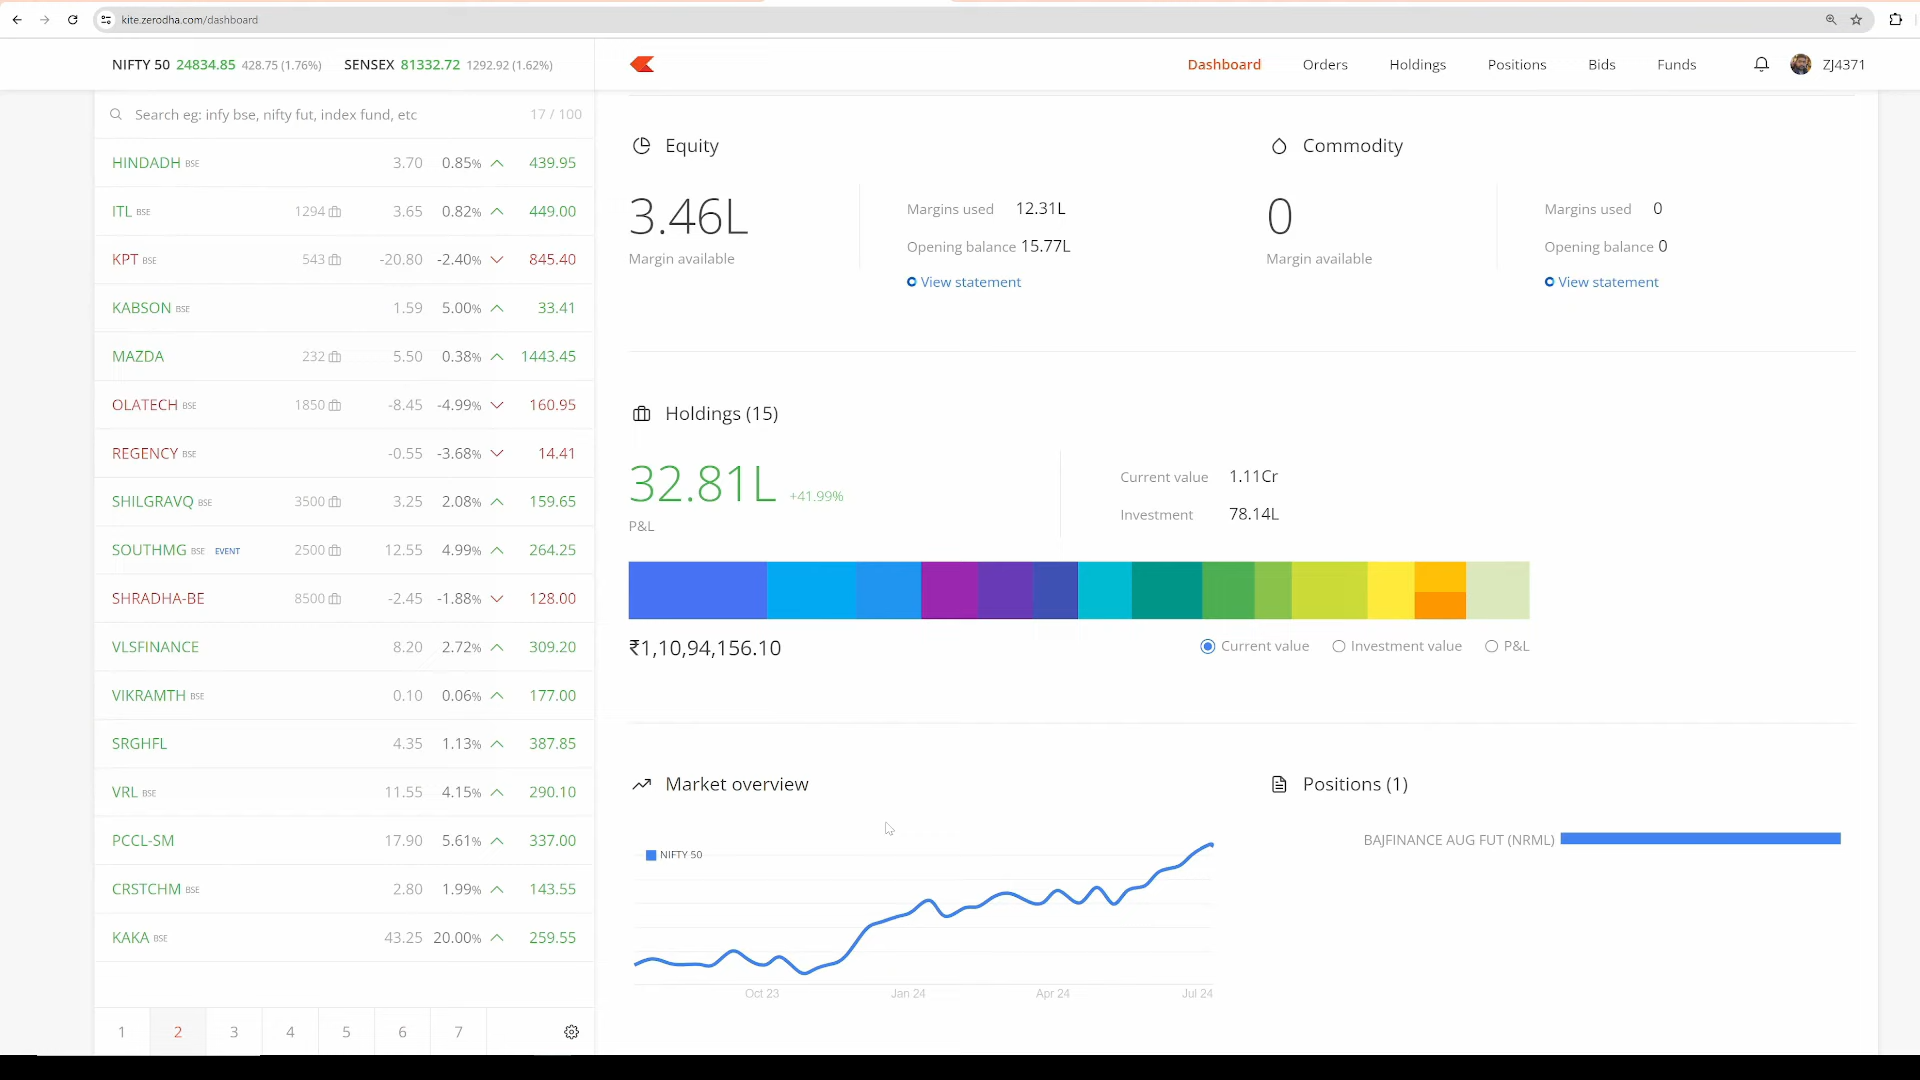 kite.zerodha.com/dashboard
NIFTY 50 24834.85 428.75 (1.76%) SENSEX 81332.72 1292.92 (1.62%)
Dashboard Orders Holdings Positions Bids Funds ZJ4371
Search eg: infy bse, nifty fut, index fund, etc 17 / 100
HINDADH BSE 3.70 0.85% 439.95
ITL BSE 1294 3.65 0.82% 449.00
KPT BSE 543 -20.80 -2.40% 845.40
KABSON BSE 1.59 5.00% 33.41
MAZDA 232 5.50 0.38% 1443.45
OLATECH BSE 1850 -8.45 -4.99% 160.95
REGENCY BSE -0.55 -3.68% 14.41
SHILGRAVQ BSE 3500 3.25 2.08% 159.65
SOUTHMG BSE EVENT 2500 12.55 4.99% 264.25
SHRADHA-BE 8500 -2.45 -1.88% 128.00
VLSFINANCE 8.20 2.72% 309.20
VIKRAMTH BSE 0.10 0.06% 177.00
SRGHFL 4.35 1.13% 387.85
VRL BSE 11.55 4.15% 290.10
PCCL-SM 17.90 5.61% 337.00
CRSTCHM BSE 2.80 1.99% 143.55
KAKA BSE 43.25 20.00% 259.55
1 2 3 4 5 6 7
Equity
3.46L
Margin available
Margins used 12.31L
Opening balance 15.77L
View statement
Commodity
0
Margin available
Margins used 0
Opening balance 0
View statement
Holdings (15)
32.81L +41.99%
P&L
Current value 1.11Cr
Investment 78.14L
₹1,10,94,156.10
Current value Investment value P&L
Market overview
NIFTY 50
Oct 23 Jan 24 Apr 24 Jul 24
Positions (1)
BAJFINANCE AUG FUT (NRML)